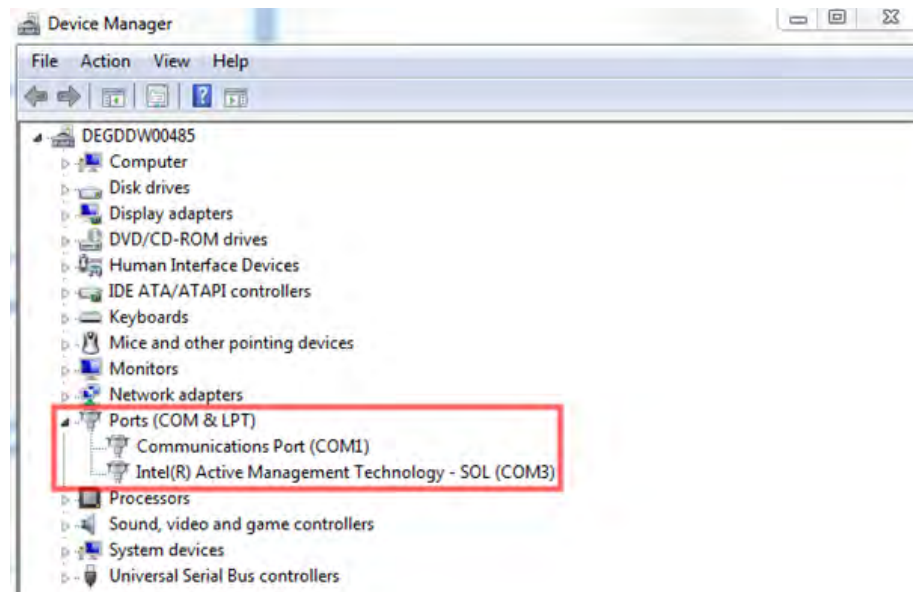 Device Manager
File Action View Help
DEGDDW00485
Computer
Disk drives
Display adapters
DVD/CD-ROM drives
Human Interface Devices
IDE ATA/ATAPI controllers
Keyboards
Mice and other pointing devices
Monitors
Network adapters
Ports (COM & LPT)
Communications Port (COM1)
Intel(R) Active Management Technology - SOL (COM3)
Processors
Sound, video and game controllers
System devices
Universal Serial Bus controllers